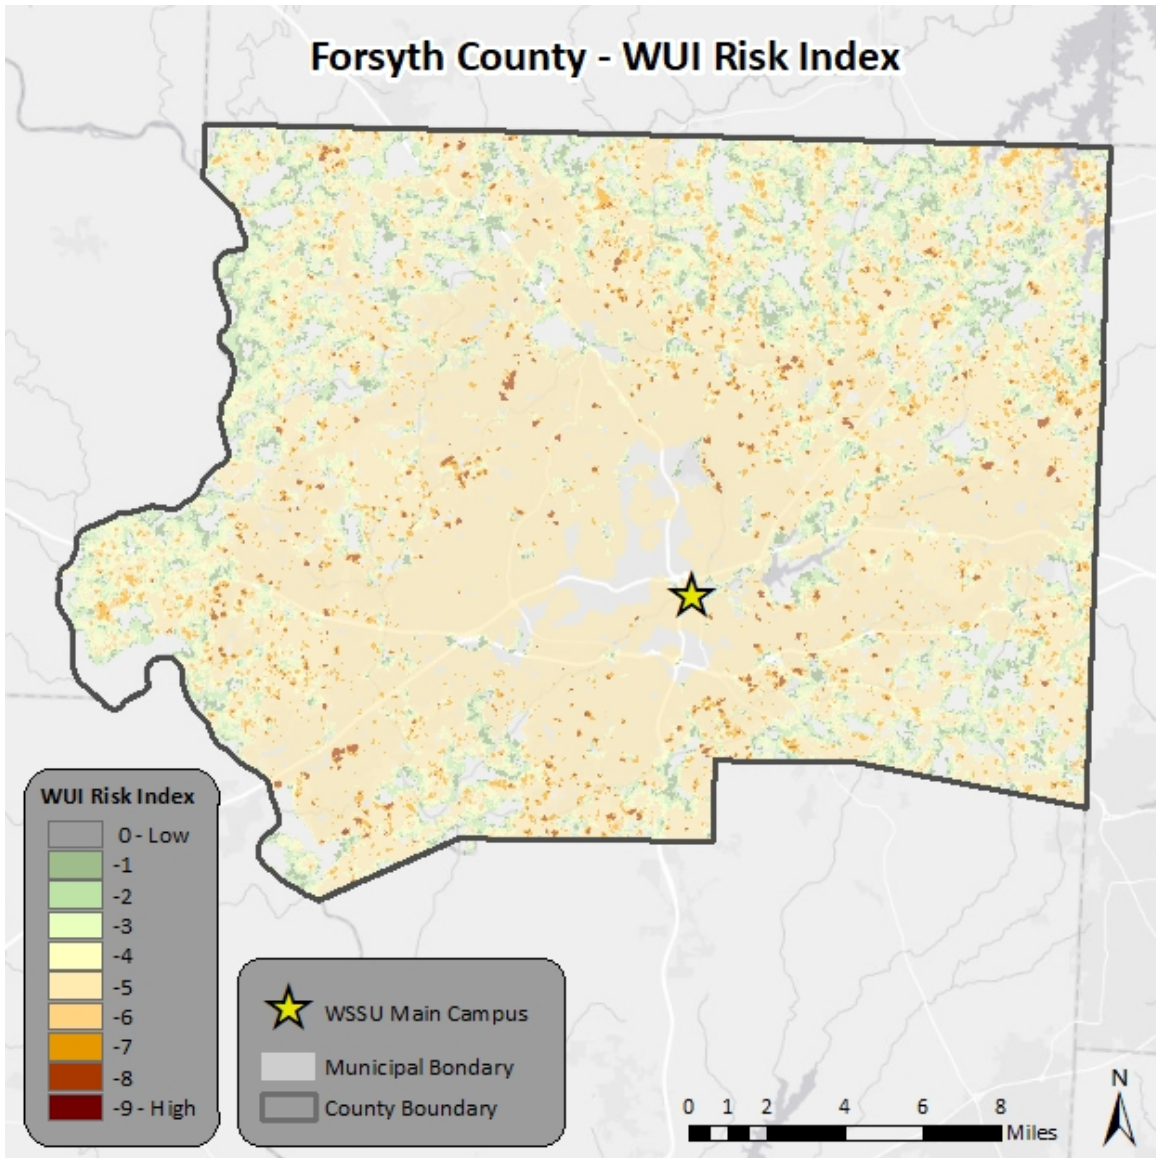 Forsyth County - WUI Risk Index
WUI Risk Index
0 - Low
-1
-2
-3
-4
-5
-6
-7
-8
-9 - High
WSSU Main Campus
Municipal Bondary
County Boundary
N
0 1 2 4 6 8
Miles